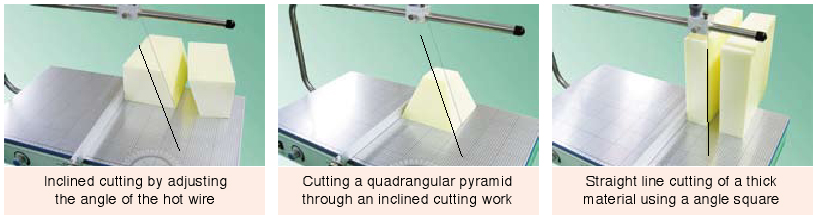 Inclined cutting by adjusting
the angle of the hot wire
Cutting a quadrangular pyramid
through an inclined cutting work
Straight line cutting of a thick
material using a angle square